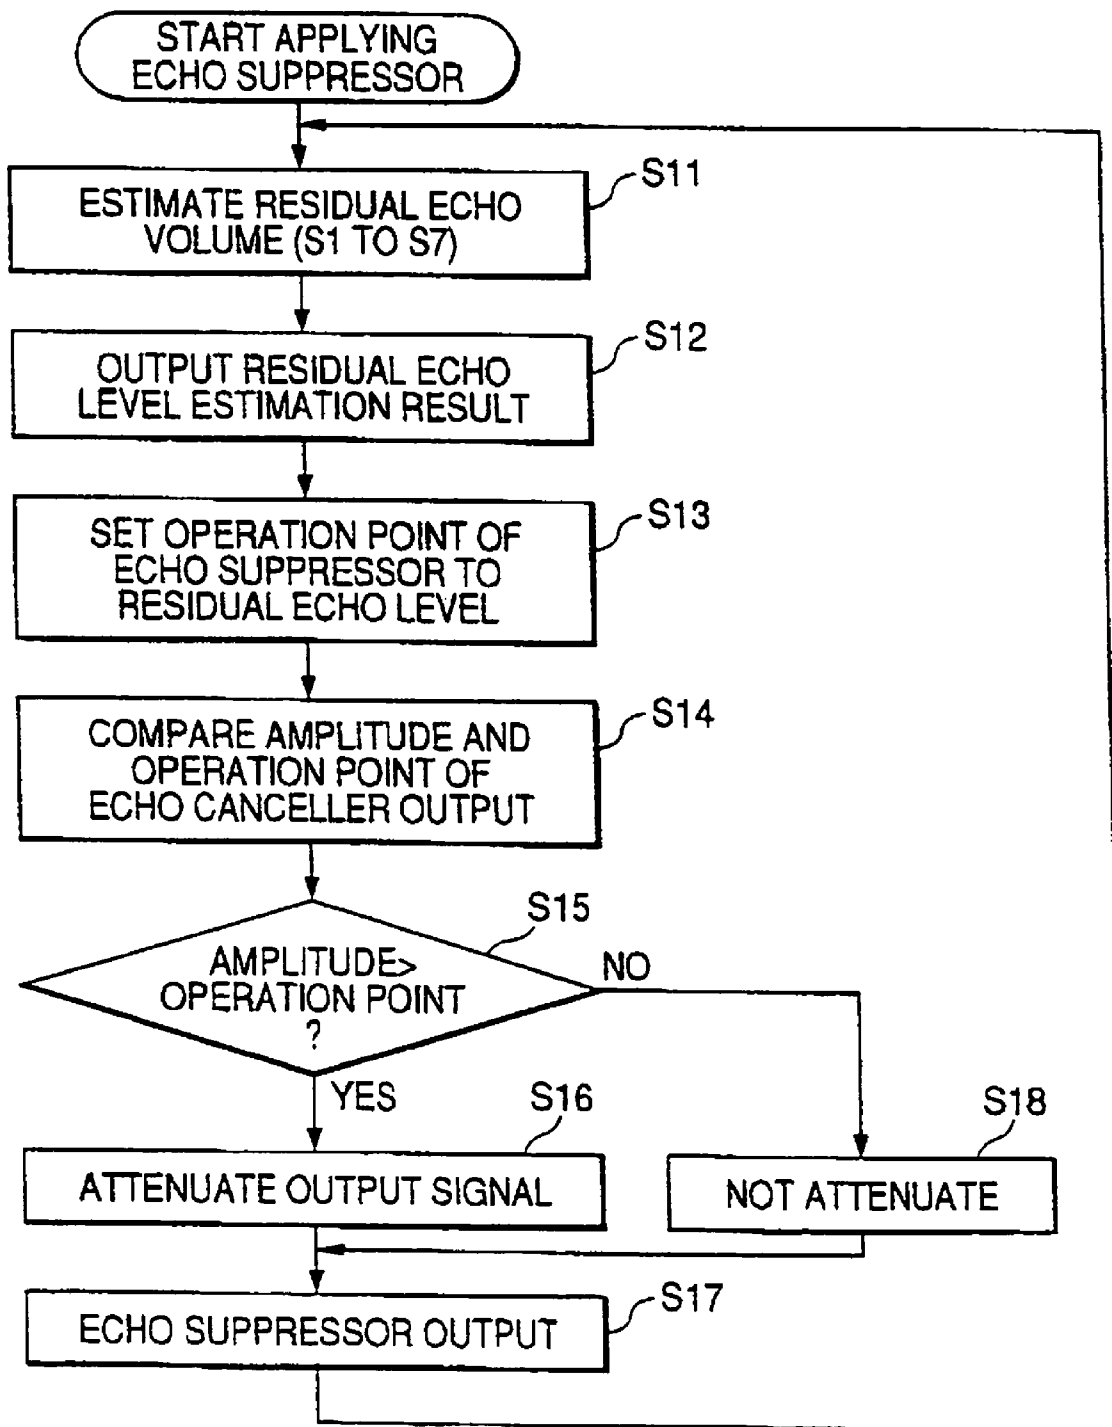 START APPLYING
ECHO SUPPRESSOR
S11
ESTIMATE RESIDUAL ECHO
VOLUME (S1 TO S7)
S12
OUTPUT RESIDUAL ECHO
LEVEL ESTIMATION RESULT
S13
SET OPERATION POINT OF
ECHO SUPPRESSOR TO
RESIDUAL ECHO LEVEL
S14
COMPARE AMPLITUDE AND
OPERATION POINT OF
ECHO CANCELLER OUTPUT
S15
AMPLITUDE>
OPERATION POINT
?
NO
YES
S16
ATTENUATE OUTPUT SIGNAL
S18
NOT ATTENUATE
S17
ECHO SUPPRESSOR OUTPUT